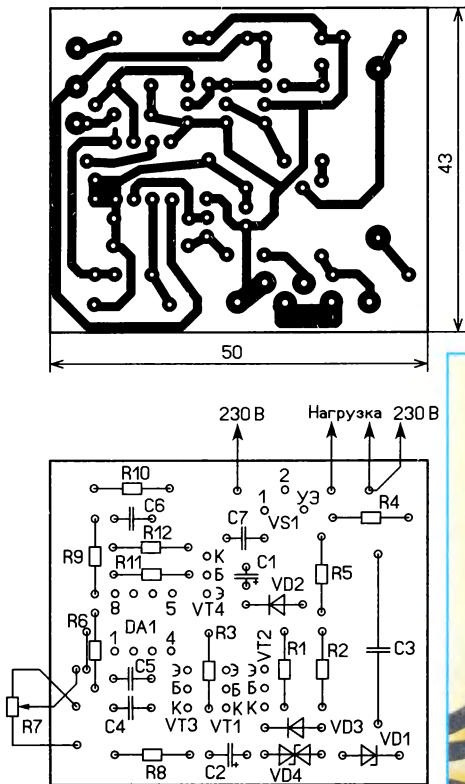 43
50
230 В Нагрузка 230 В
R10
2
1 УЭ
VS1
R4
C6
C7
R9
R12
К
C1
R11
Б
VD2
R5
8 5 VT4 Э
DA1
R6
1 4
R3
VT2
R1
R2
C3
R7
C5
Э Э Э
Б Б Б
C4
К К К
VT3 VT1
VD3
VD1
R8
C2
VD4